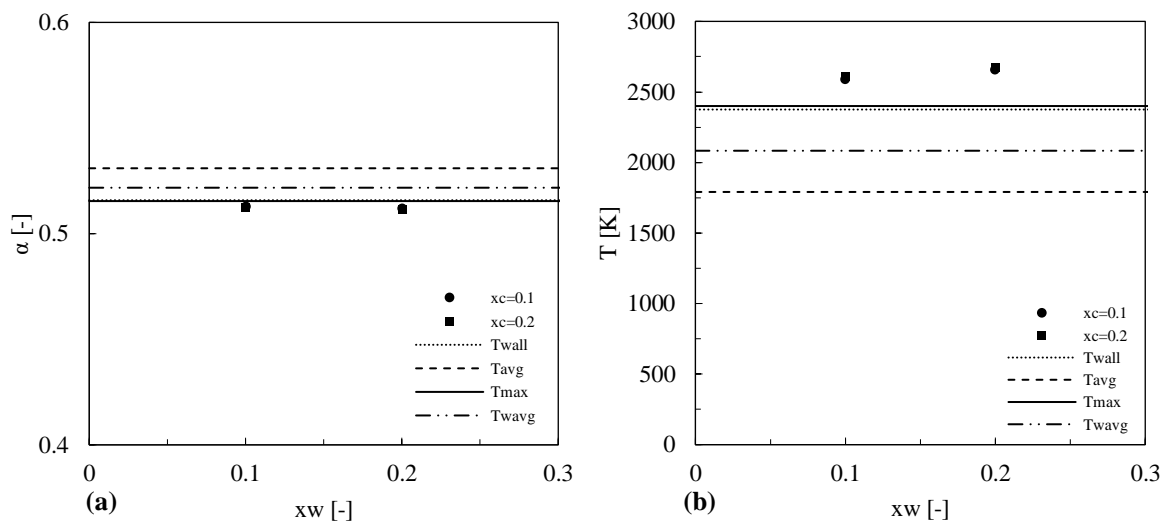 0.6
0.5
0.4
α [-]
0
0.1
0.2
0.3
xw [-]
(a)
xc=0.1
xc=0.2
Twall
Tavg
Tmax
Twavg
3000
2500
2000
1500
1000
500
0
T [K]
0
0.1
0.2
0.3
xw [-]
(b)
xc=0.1
xc=0.2
Twall
Tavg
Tmax
Twavg